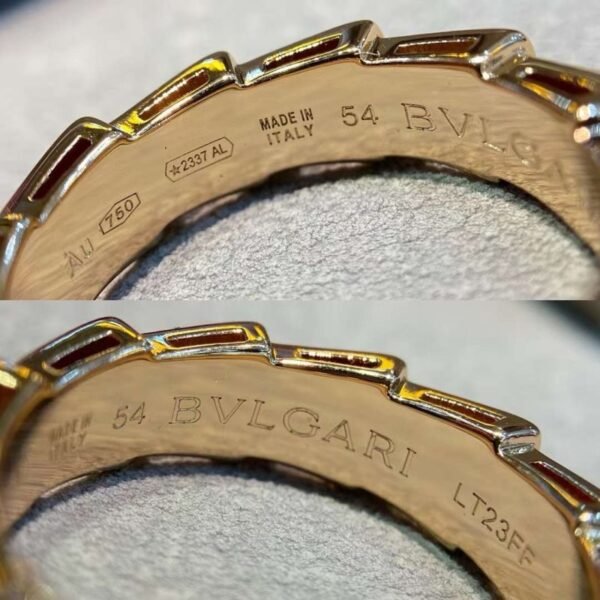 Au 750 ☆2337 AL MADE IN
ITALY 54 BVLG
MADE IN
ITALY 54 BVLGARI LT23FF